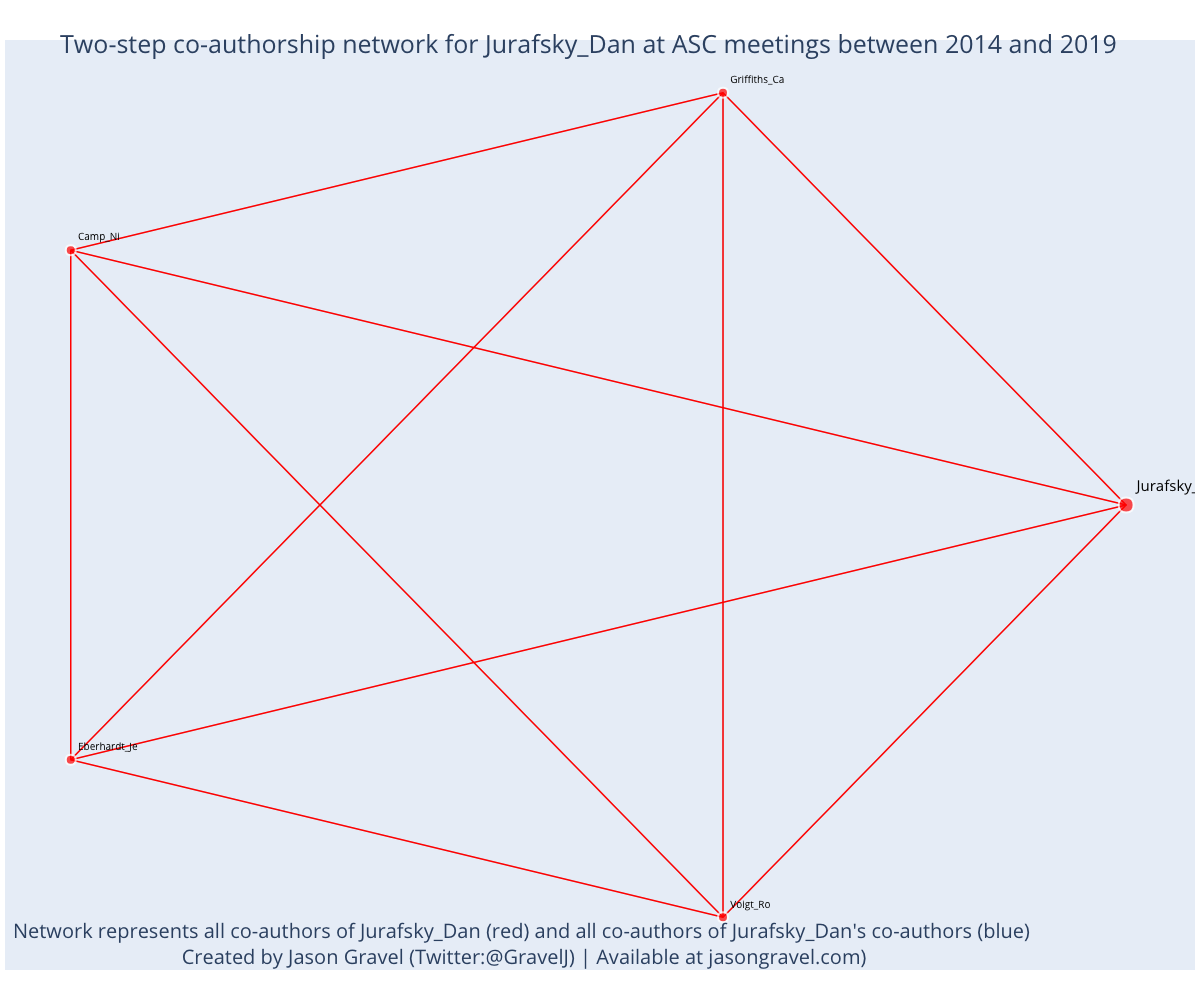 Two-step co-authorship network for Jurafsky_Dan at ASC meetings between 2014 and 2019
Griffiths_Ca
Camp_Ni
Jurafsky_
Eberhardt_Je
Voigt_Ro
Network represents all co-authors of Jurafsky_Dan (red) and all co-authors of Jurafsky_Dan's co-authors (blue)
Created by Jason Gravel (Twitter:@GravelJ) | Available at jasongravel.com)